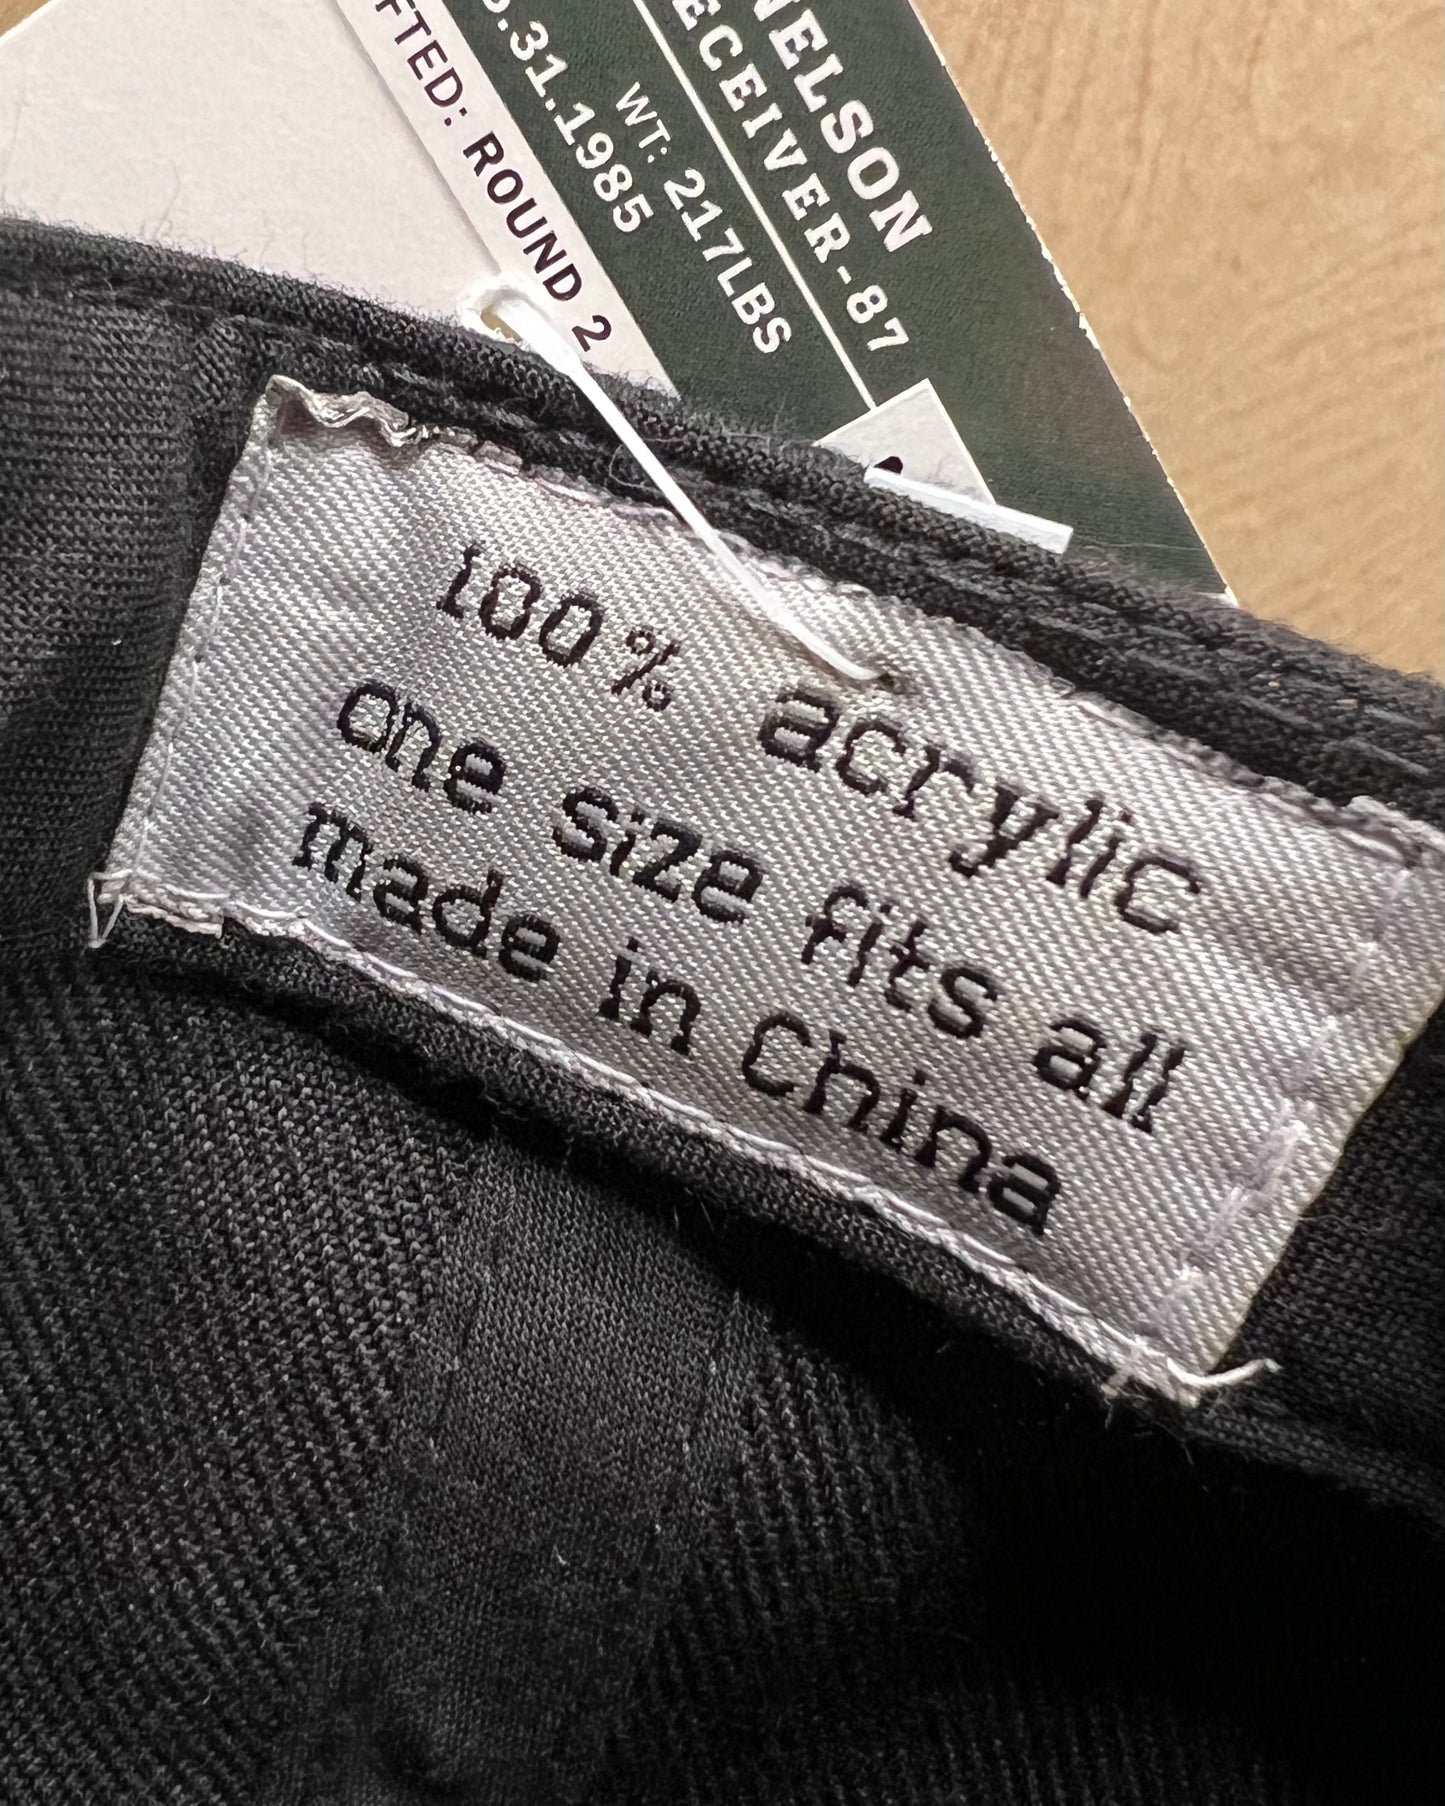 NELSON
ECEIVER-87
WT: 217LBS
.31.1985
FTED: ROUND 2
100% acrylic
one size fits all
made in China